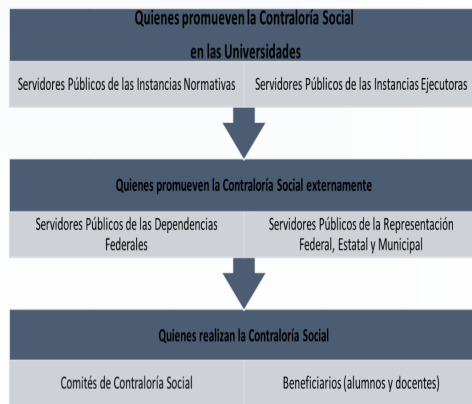 Quienes promueven la Contraloría Social
en las Universidades
Servidores Públicos de las Instancias Normativas
Servidores Públicos de las Instancias Ejecutoras
Quienes promueven la Contraloría Social externamente
Servidores Públicos de las Dependencias
Federales
Servidores Públicos de la Representación
Federal, Estatal y Municipal
Quienes realizan la Contraloría Social
Comités de Contraloría Social
Beneficiarios (alumnos y docentes)